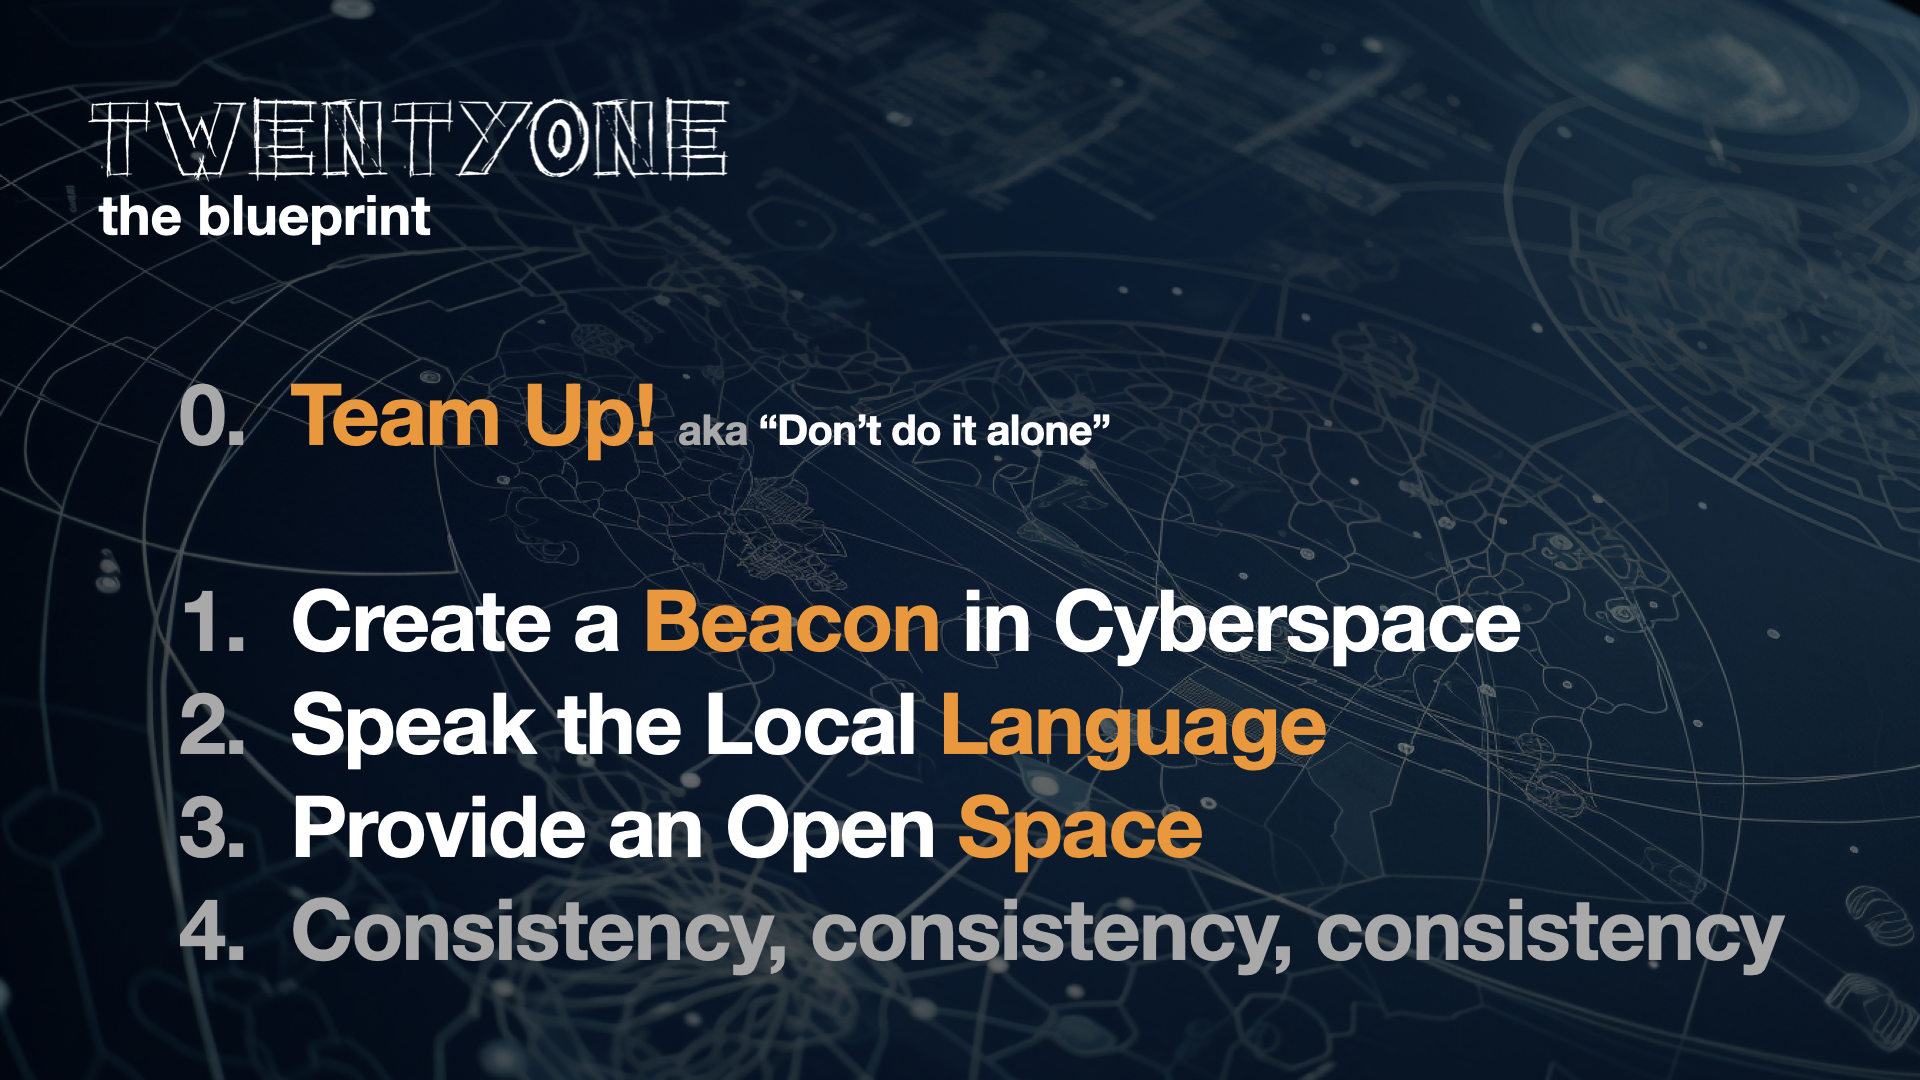 TWENTYONE
the blueprint
0. Team Up! aka “Don’t do it alone”
1. Create a Beacon in Cyberspace
2. Speak the Local Language
3. Provide an Open Space
4. Consistency, consistency, consistency